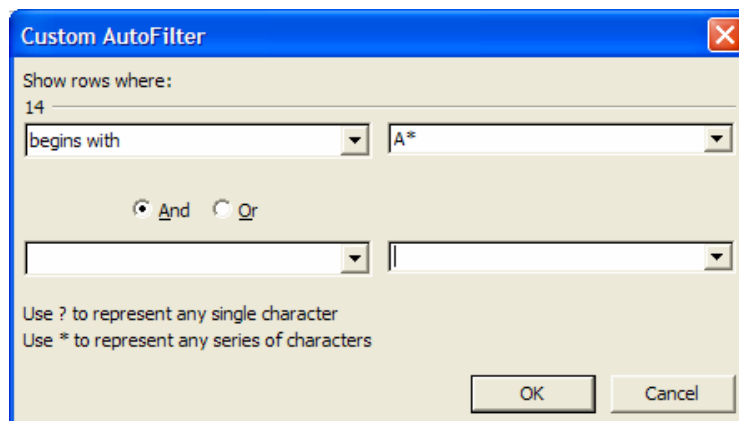 Custom AutoFilter
Show rows where:
14
begins with A*
And Or
Use ? to represent any single character
Use * to represent any series of characters
OK Cancel